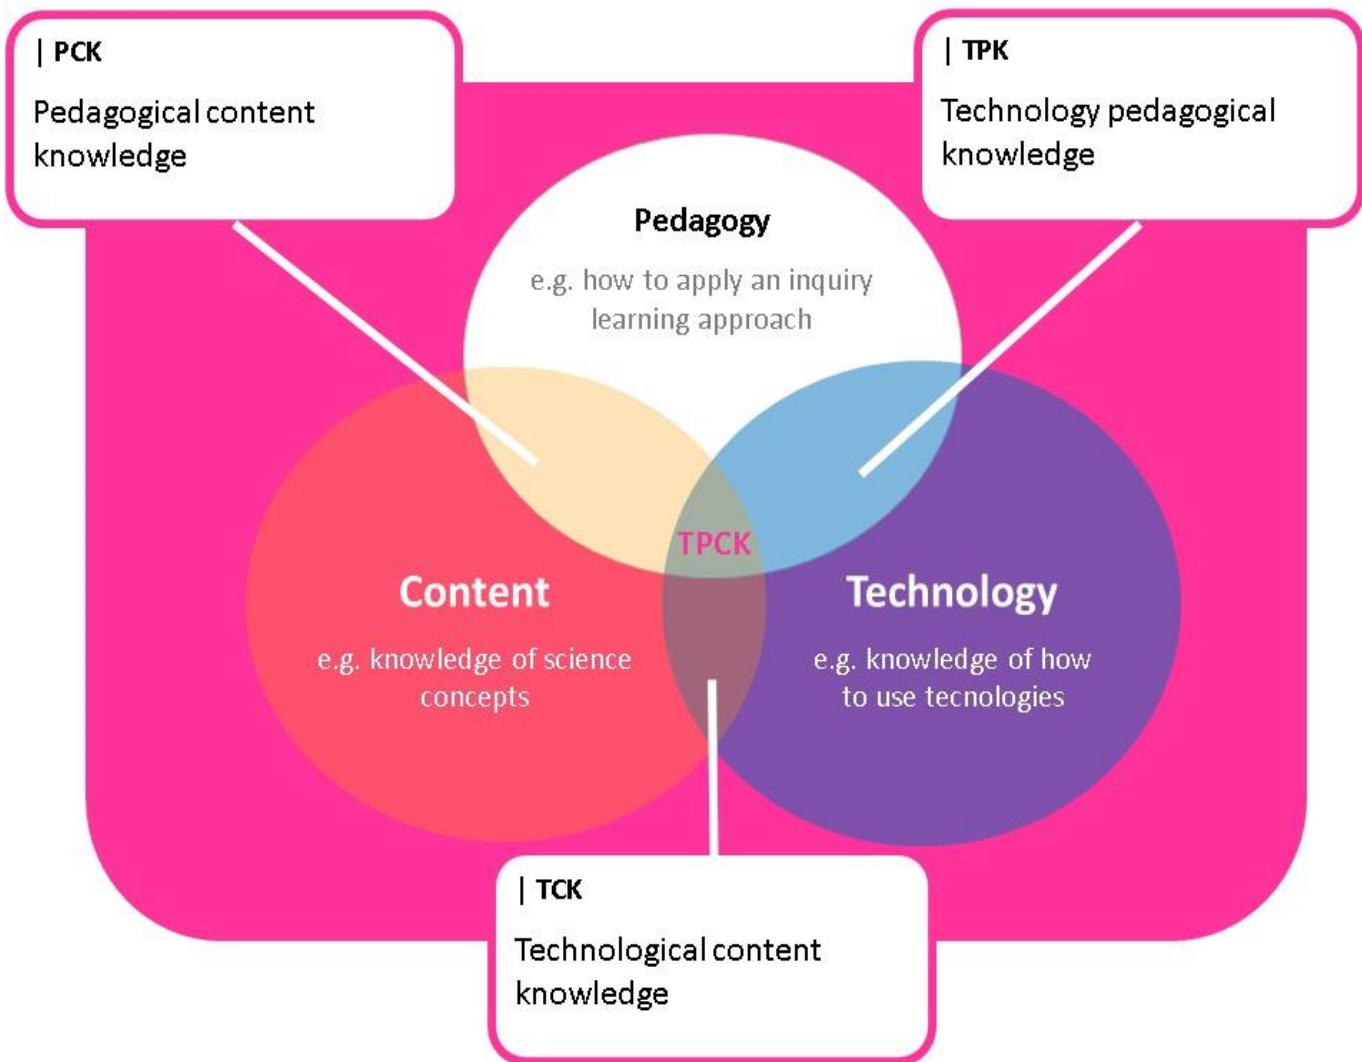 | PCK
Pedagogical content
knowledge
| TPK
Technology pedagogical
knowledge
Pedagogy
e.g. how to apply an inquiry
learning approach
TPCK
Content
e.g. knowledge of science
concepts
Technology
e.g. knowledge of how
to use tecnologies
| TCK
Technological content
knowledge